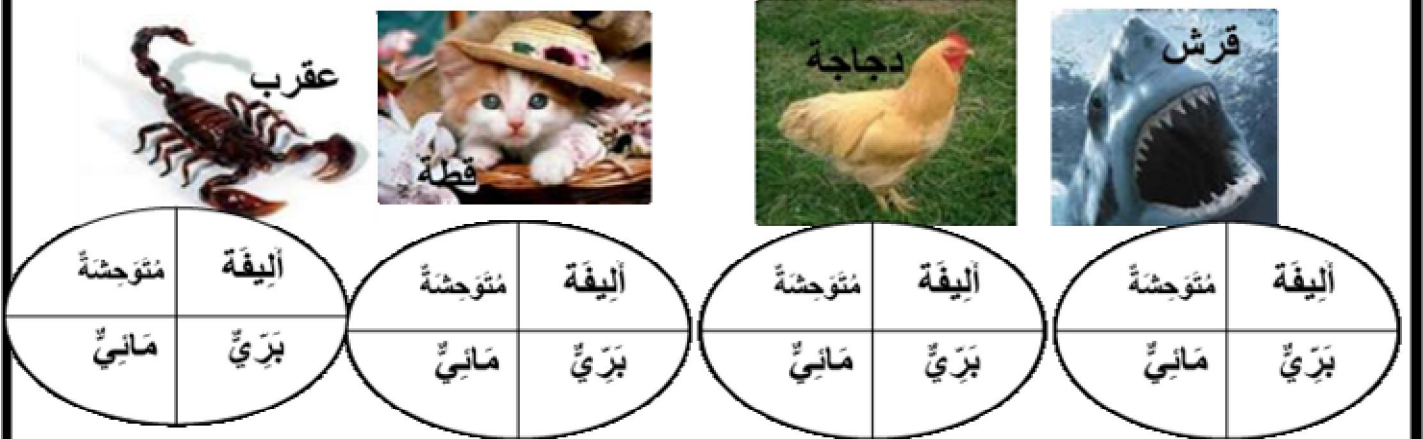 قرش
دجاجة
قطة
عقرب
أَلِيفَة مُتَوَحِشَةٌ
بَرِّيٌّ مَائِيٌّ
أَلِيفَة مُتَوَحِشَةٌ
بَرِّيٌّ مَائِيٌّ
أَلِيفَة مُتَوَحِشَةٌ
بَرِّيٌّ مَائِيٌّ
أَلِيفَة مُتَوَحِشَةٌ
بَرِّيٌّ مَائِيٌّ